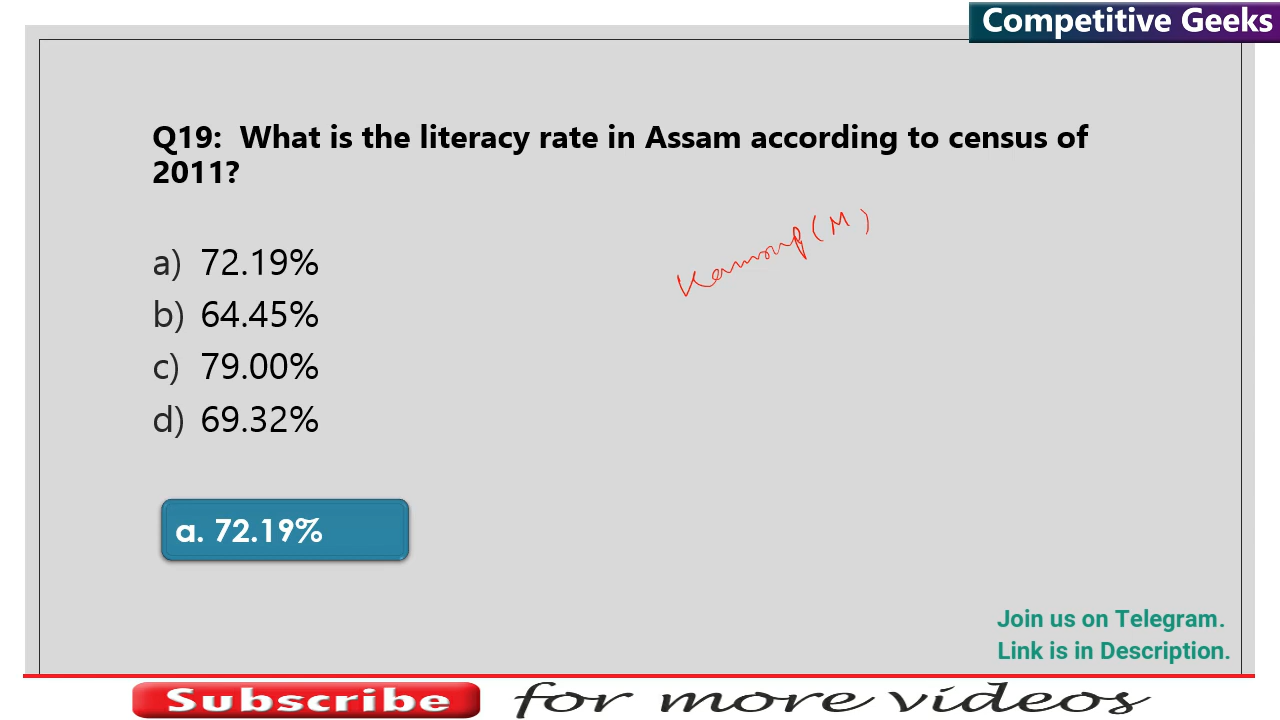 Competitive Geeks
Q19: What is the literacy rate in Assam according to census of
2011?
Kamrup (M)
a) 72.19%
b) 64.45%
c) 79.00%
d) 69.32%
a. 72.19%
Join us on Telegram.
Link is in Description.
Subscribe for more videos